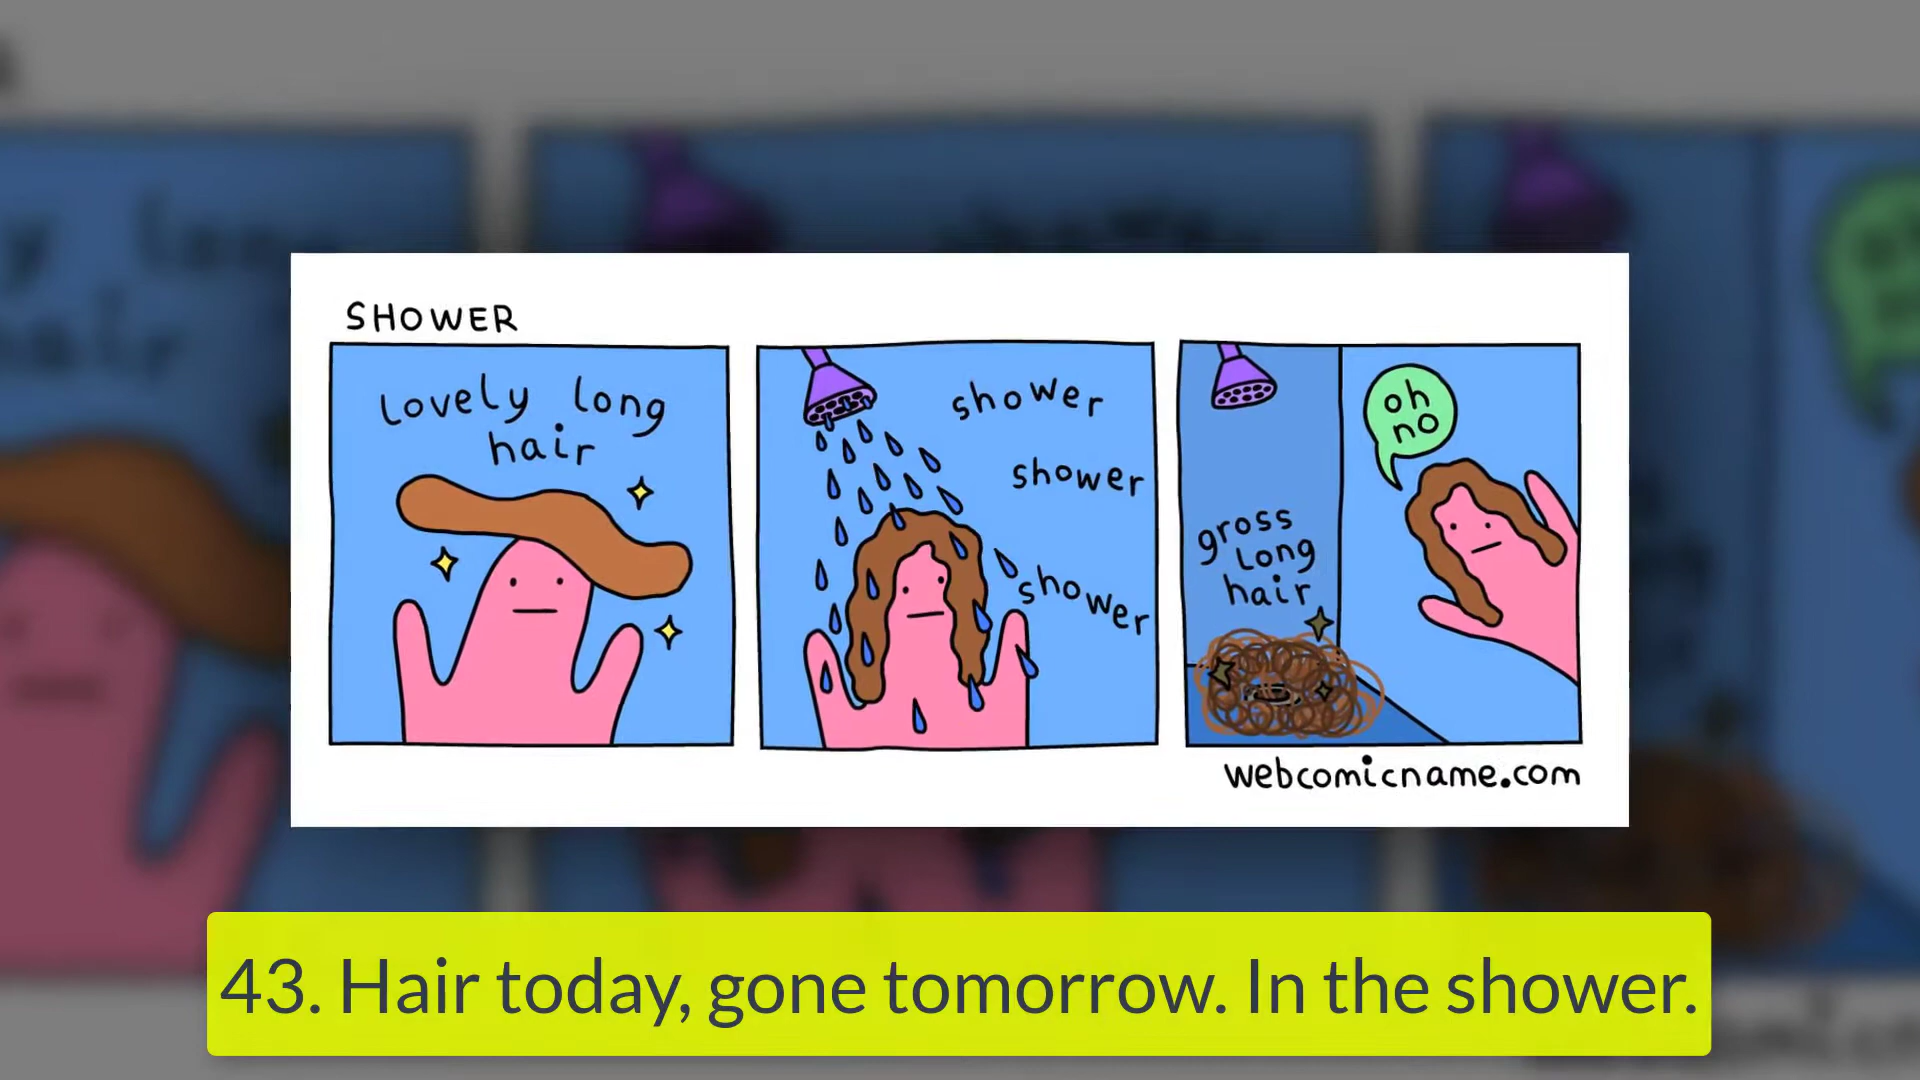 SHOWER
lovely long
hair
shower
shower
shower
oh
no
gross
long
hair
webcomicname.com
43. Hair today, gone tomorrow. In the shower.